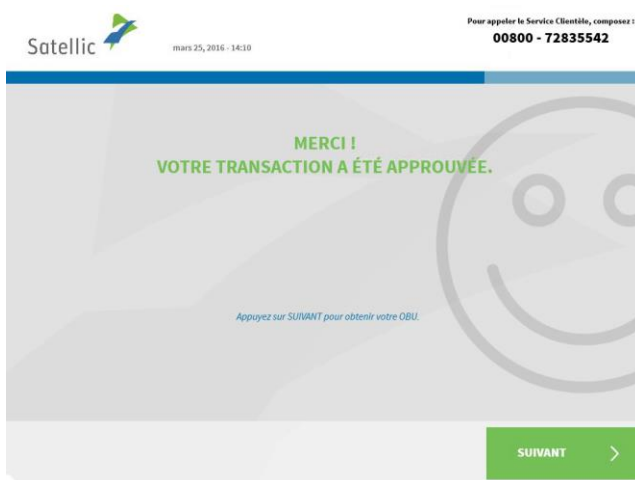 Satellic
mars 25, 2016 - 14:10
Pour appeler le Service Clientèle, composez :
00800 - 72835542
MERCI !
VOTRE TRANSACTION A ÉTÉ APPROUVÉE.
Appuyez sur SUIVANT pour obtenir votre OBU.
SUIVANT